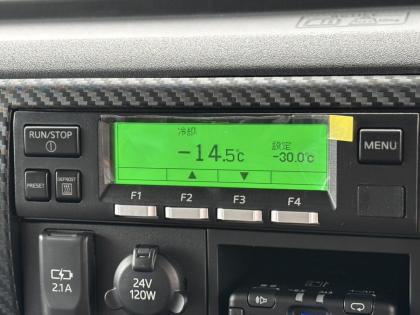 RUN/STOP
冷却
-14.5℃
設定
-30.0℃
MENU
PRESET
DEFROST
F1
F2
F3
F4
2.1A
24V
120W